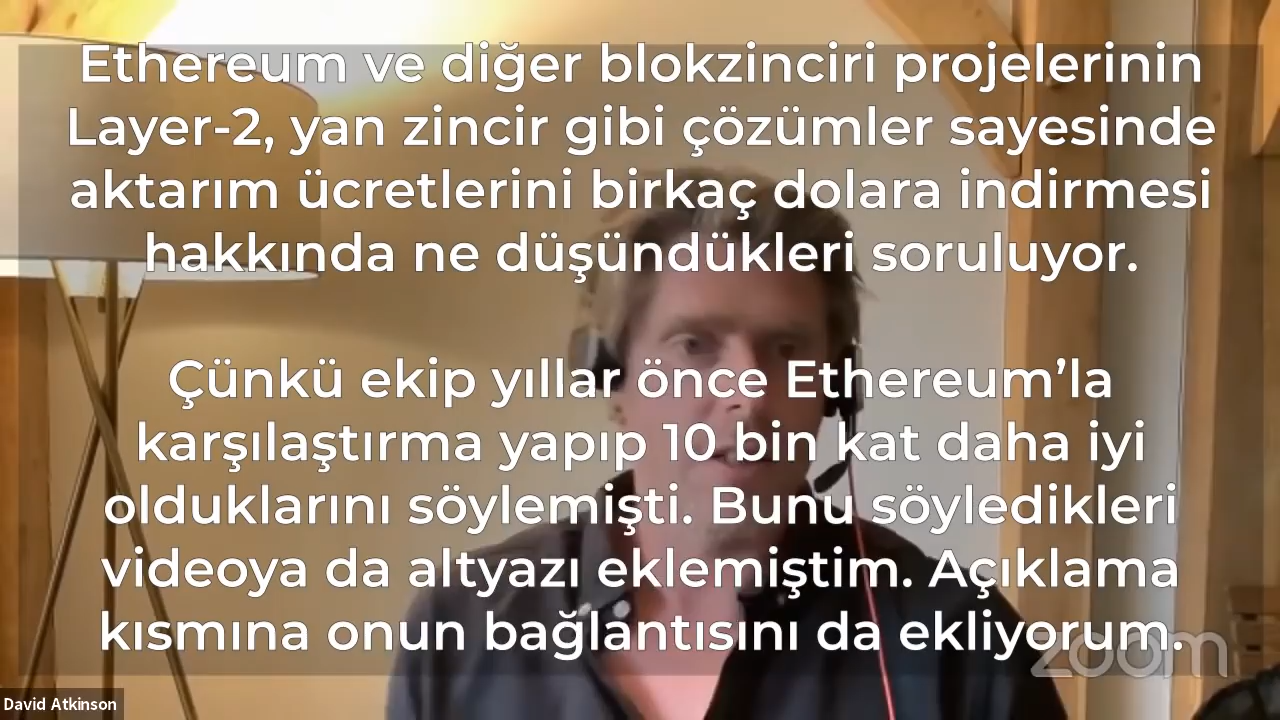 Ethereum ve diğer blokzinciri projelerinin
Layer-2, yan zincir gibi çözümler sayesinde
aktarım ücretlerini birkaç dolara indirmesi
hakkında ne düşündükleri soruluyor.
Çünkü ekip yıllar önce Ethereum’la
karşılaştırma yapıp 10 bin kat daha iyi
olduklarını söylemişti. Bunu söyledikleri
videoya da altyazı eklemiştim. Açıklama
kısmına onun bağlantısını da ekliyorum.
zoom
David Atkinson